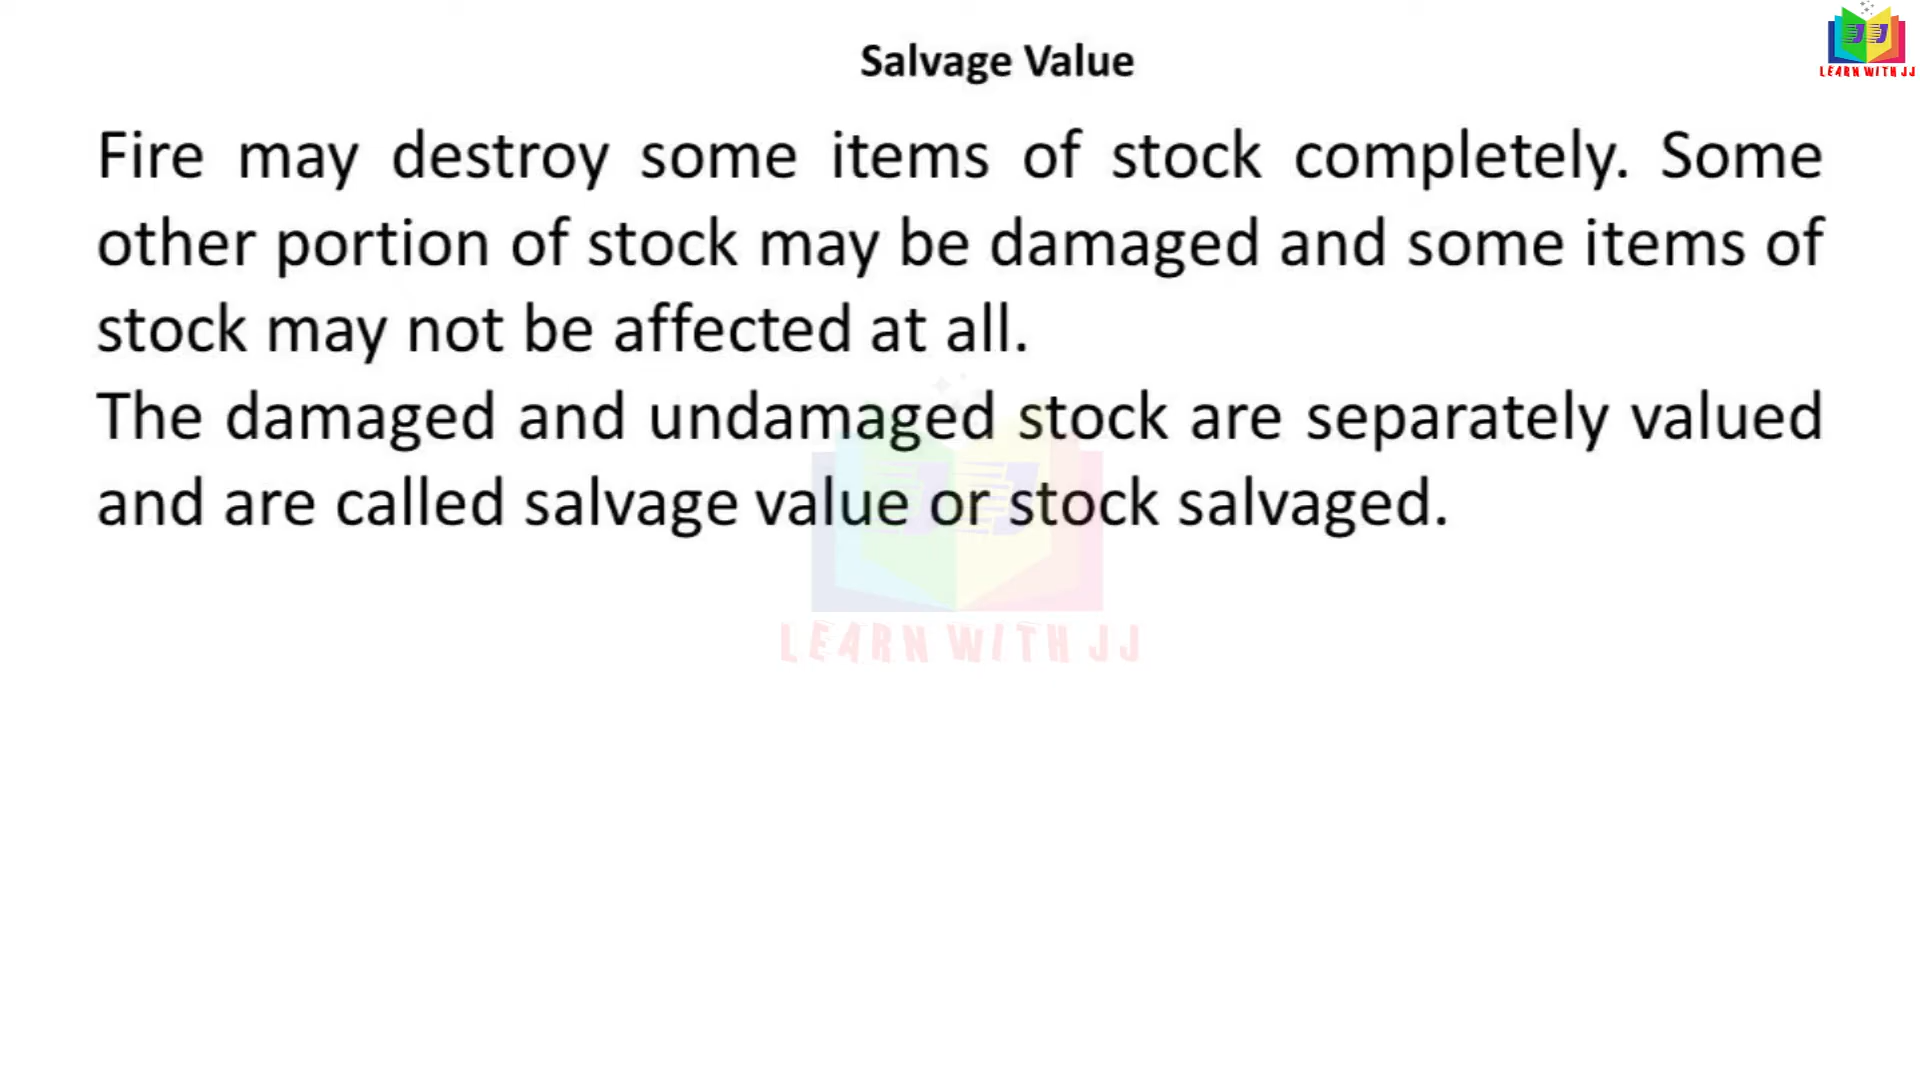 Salvage Value
LEARN WITH JJ
Fire may destroy some items of stock completely. Some
other portion of stock may be damaged and some items of
stock may not be affected at all.
The damaged and undamaged stock are separately valued
and are called salvage value or stock salvaged.
LEARN WITH JJ